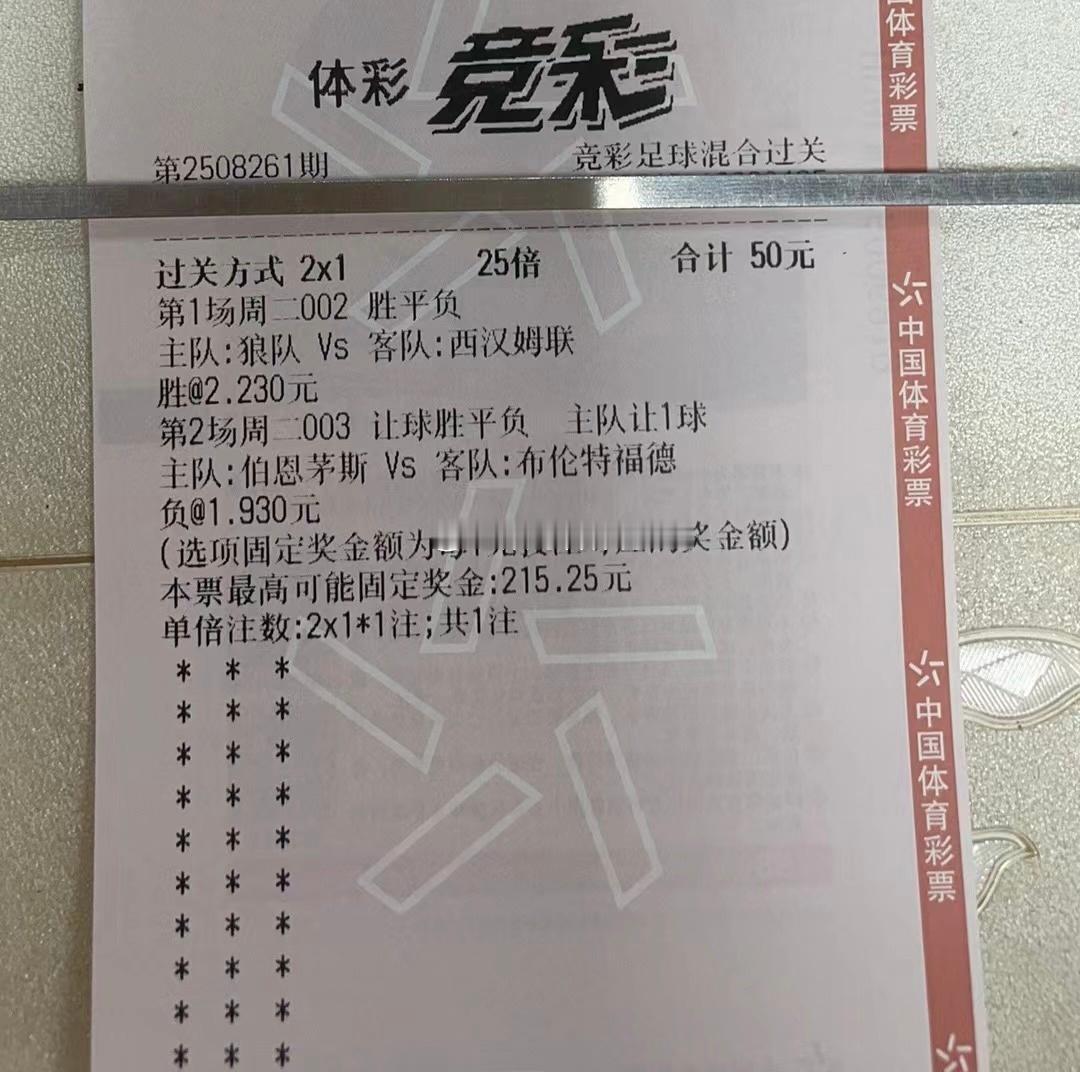 体彩 竞彩
第2508261期 竞彩足球混合过关
过关方式 2x1 25倍 合计 50元
第1场周二002 胜平负
主队:狼队 Vs 客队:西汉姆联
胜@2.230元
第2场周二003 让球胜平负 主队让1球
主队:伯恩茅斯 Vs 客队:布伦特福德
负@1.930元
(选项固定奖金额为 奖金额)
本票最高可能固定奖金:215.25元
单倍注数:2x1*1注;共1注
* * *
* * *
* * *
* * *
* * *
* * *
* * *
* * *
* * *
* * *
体育彩票
中国体育彩票
中国体育彩票